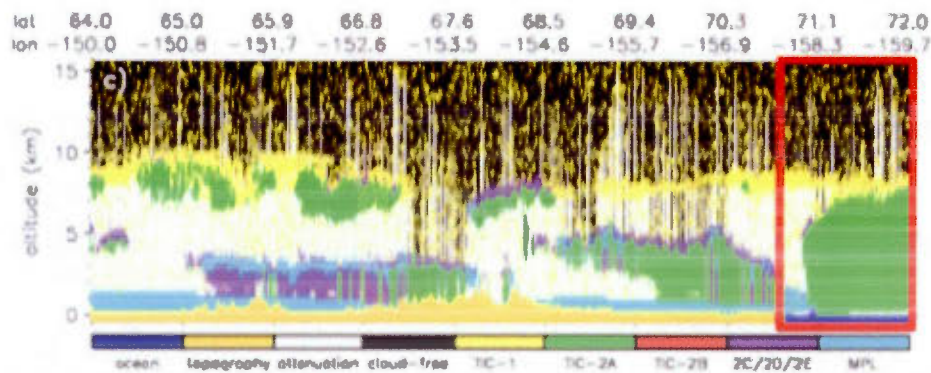 lat 64.0 65.0 65.9 66.8 67.6 68.5 69.4 70.3 71.1 72.0
lon -150.0 -150.8 -151.7 -152.6 -153.5 -154.6 -155.7 -156.9 -158.3 -159.7
15
c)
10
altitude (km)
5
0
ocean topography attenuation cloud-free TIC-1 TIC-2A TIC-2B 2C/2D/2E MPL